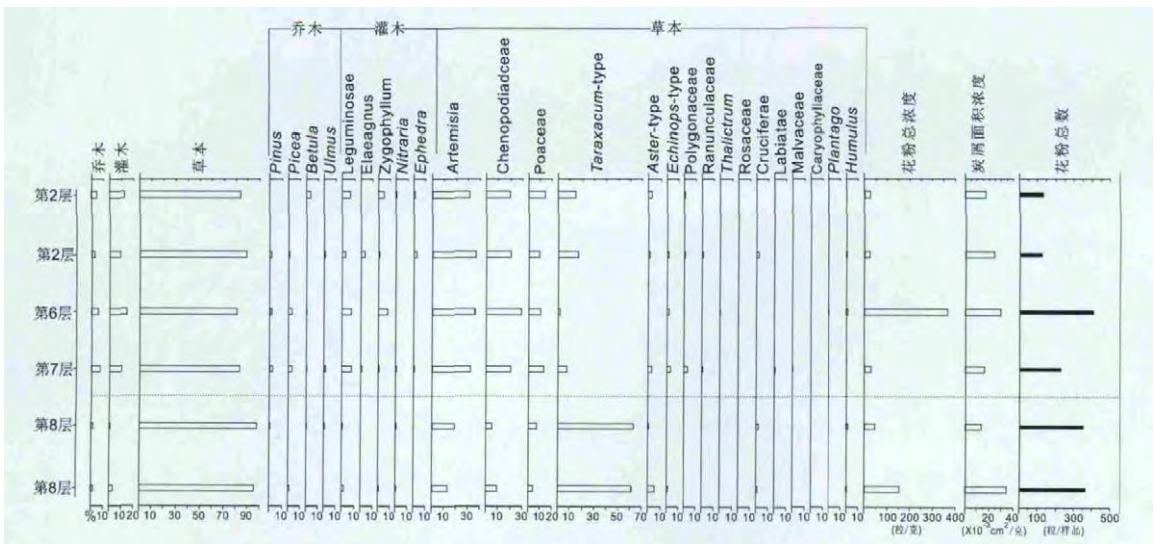 乔木 灌木 草本
乔木 灌木 草本 Pinus Picea Betula Ulmus Leguminosae Elaeagnus Zygophyllum Nitraria Ephedra Artemisia Chenopodiadceae Poaceae Taraxacum-type Aster-type Echinops-type Polygonaceae Ranunculaceae Thalictrum Rosaceae Cruciferae Labiatae Malvaceae Caryophyllaceae Plantago Humulus 花粉总浓度 炭屑面积浓度 花粉总数
第2层
第2层
第6层
第7层
第8层
第8层
% 10 10 20 10 30 50 70 90 10 10 10 10 10 10 10 10 10 10 30 10 30 10 20 10 30 50 70 10 10 10 10 10 10 10 10 10 10 10 10 100 200 300 400 20 40 100 300 500
(粒/克) (X10⁻³cm²/克) (粒/样品)